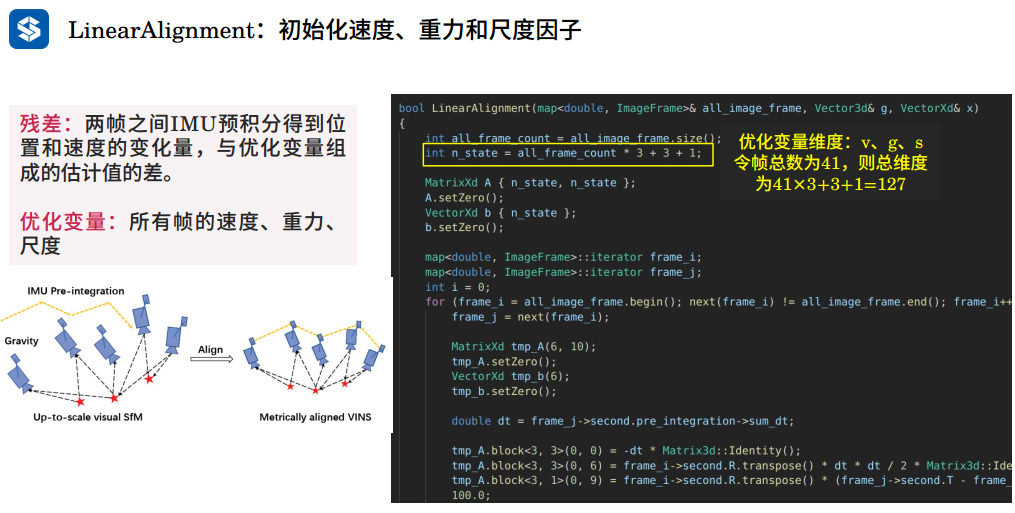 LinearAlignment：初始化速度、重力和尺度因子
残差：两帧之间IMU预积分得到位
置和速度的变化量，与优化变量组
成的估计值的差。
优化变量：所有帧的速度、重力、
尺度
IMU Pre-integration
Gravity
Align
Up-to-scale visual SfM
Metrically aligned VINS
bool LinearAlignment(map<double, ImageFrame>& all_image_frame, Vector3d& g, VectorXd& x)
{
int all_frame_count = all_image_frame.size();
int n_state = all_frame_count * 3 + 3 + 1;
优化变量维度：v、g、s
令帧总数为41，则总维度
为41×3+3+1=127
MatrixXd A { n_state, n_state };
A.setZero();
VectorXd b { n_state };
b.setZero();
map<double, ImageFrame>::iterator frame_i;
map<double, ImageFrame>::iterator frame_j;
int i = 0;
for (frame_i = all_image_frame.begin(); next(frame_i) != all_image_frame.end(); frame_i++
frame_j = next(frame_i);
MatrixXd tmp_A(6, 10);
tmp_A.setZero();
VectorXd tmp_b(6);
tmp_b.setZero();
double dt = frame_j->second.pre_integration->sum_dt;
tmp_A.block<3, 3>(0, 0) = -dt * Matrix3d::Identity();
tmp_A.block<3, 3>(0, 6) = frame_i->second.R.transpose() * dt * dt / 2 * Matrix3d::Ide
tmp_A.block<3, 1>(0, 9) = frame_i->second.R.transpose() * (frame_j->second.T - frame_
100.0;